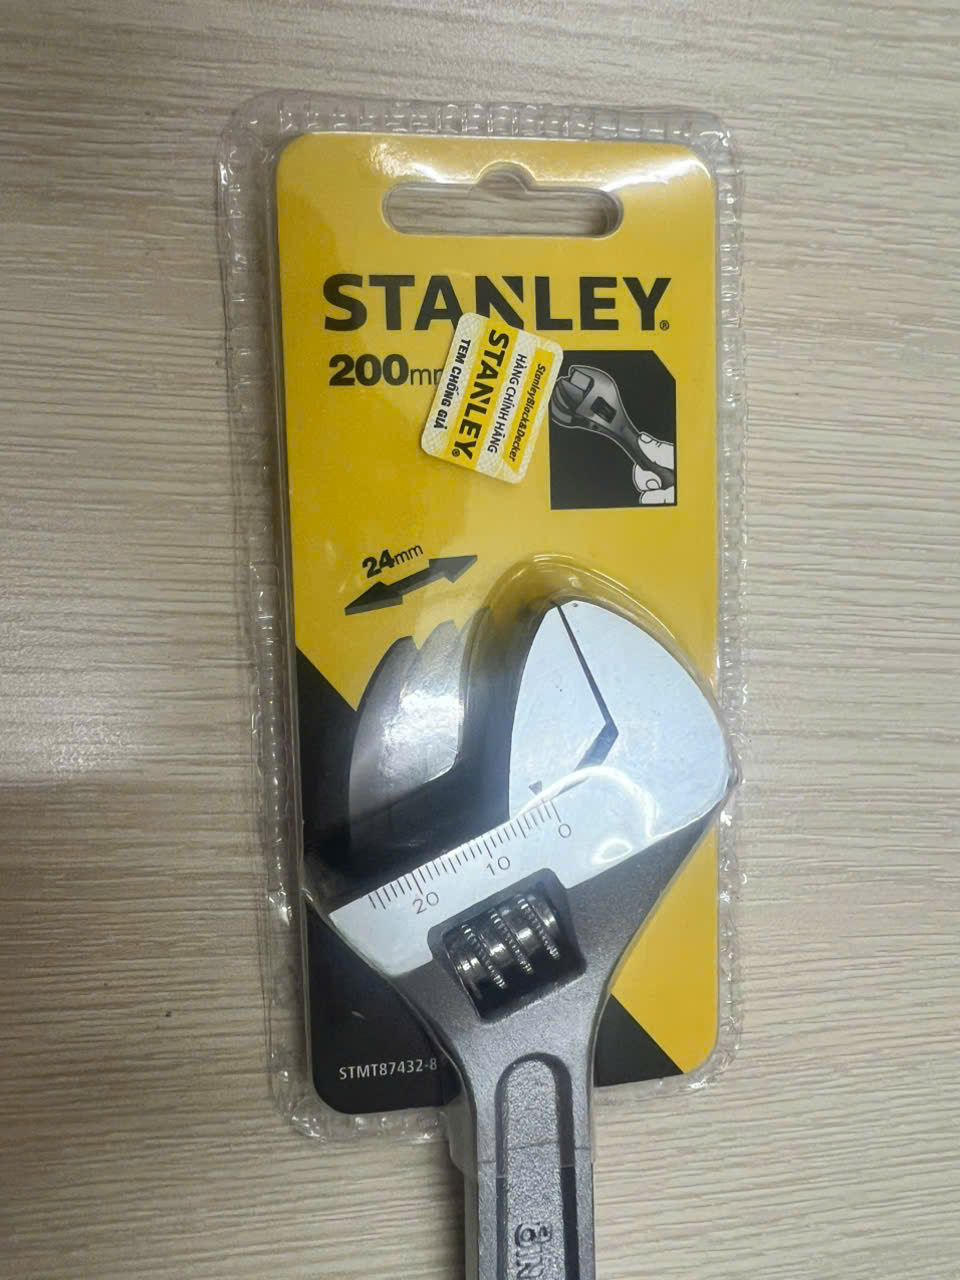 STANLEY®
200mm
StanleyBlack&Decker
HÀNG CHÍNH HÃNG
STANLEY®
TEM CHỐNG GIẢ
24mm
0
10
20
STMT87432-8